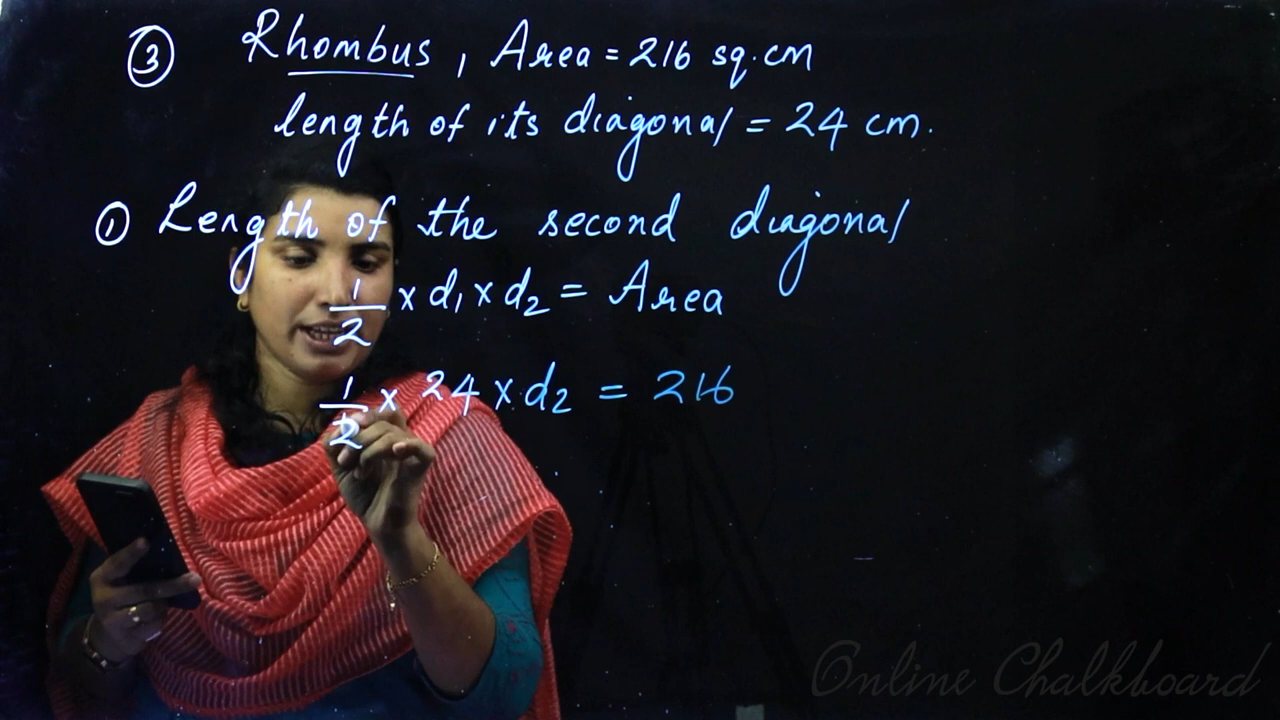 ③ Rhombus, Area = 216 sq.cm
length of its diagonal = 24 cm.
① Length of the second diagonal
1/2 × d1 × d2 = Area
1/2 × 24 × d2 = 216
Online Chalkboard